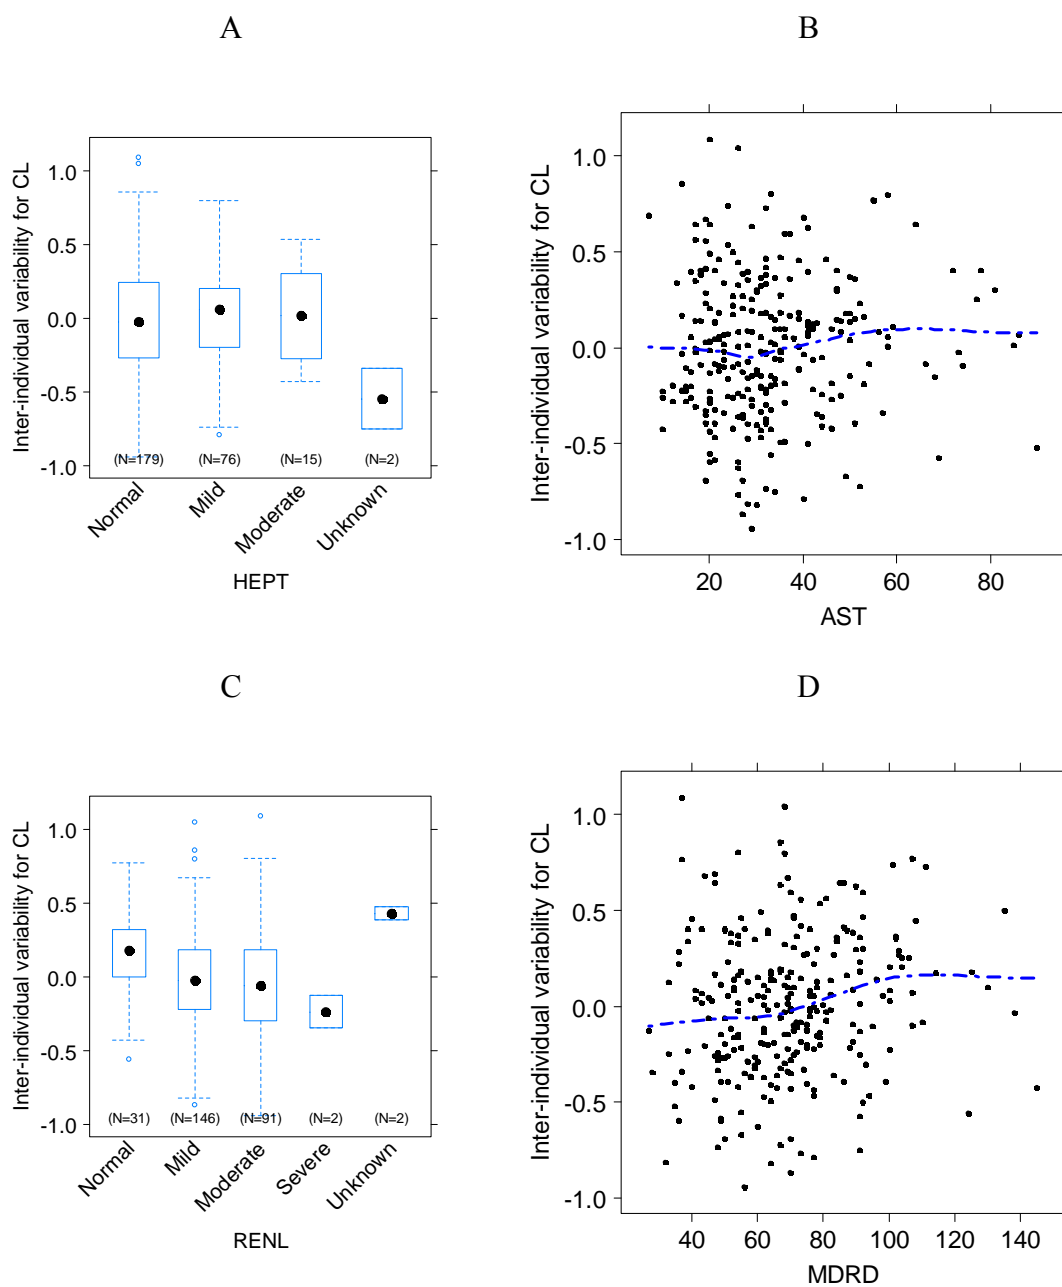 A
Inter-individual variability for CL
1.0
0.5
0.0
-0.5
-1.0
(N=179) (N=76) (N=15) (N=2)
Normal Mild Moderate Unknown
HEPT
B
Inter-individual variability for CL
1.0
0.5
0.0
-0.5
-1.0
20 40 60 80
AST
C
Inter-individual variability for CL
1.0
0.5
0.0
-0.5
-1.0
(N=31) (N=146) (N=91) (N=2) (N=2)
Normal Mild Moderate Severe Unknown
RENL
D
Inter-individual variability for CL
1.0
0.5
0.0
-0.5
-1.0
40 60 80 100 120 140
MDRD